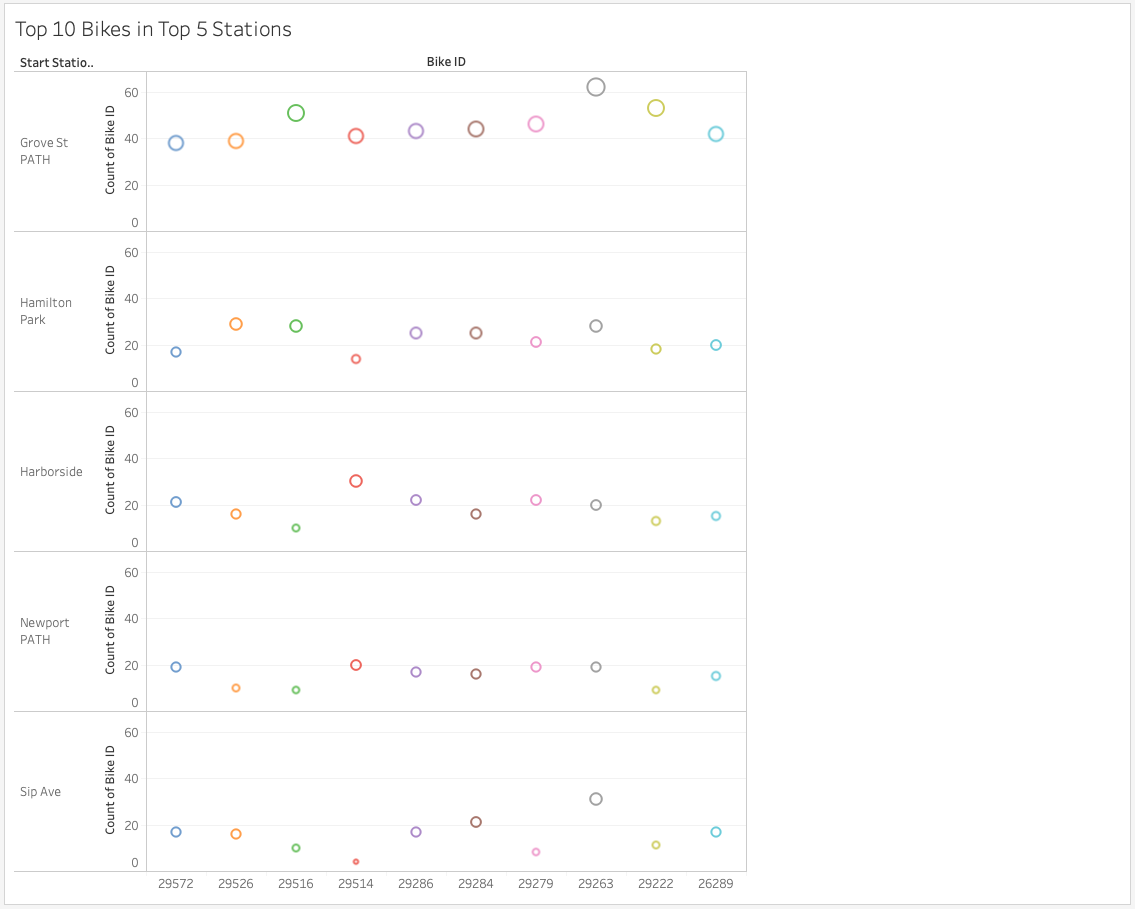 Top 10 Bikes in Top 5 Stations
Start Statio..
Bike ID
Grove St
PATH
Count of Bike ID
60
40
20
0
Hamilton
Park
Count of Bike ID
60
40
20
0
Harborside
Count of Bike ID
60
40
20
0
Newport
PATH
Count of Bike ID
60
40
20
0
Sip Ave
Count of Bike ID
60
40
20
0
29572 29526 29516 29514 29286 29284 29279 29263 29222 26289